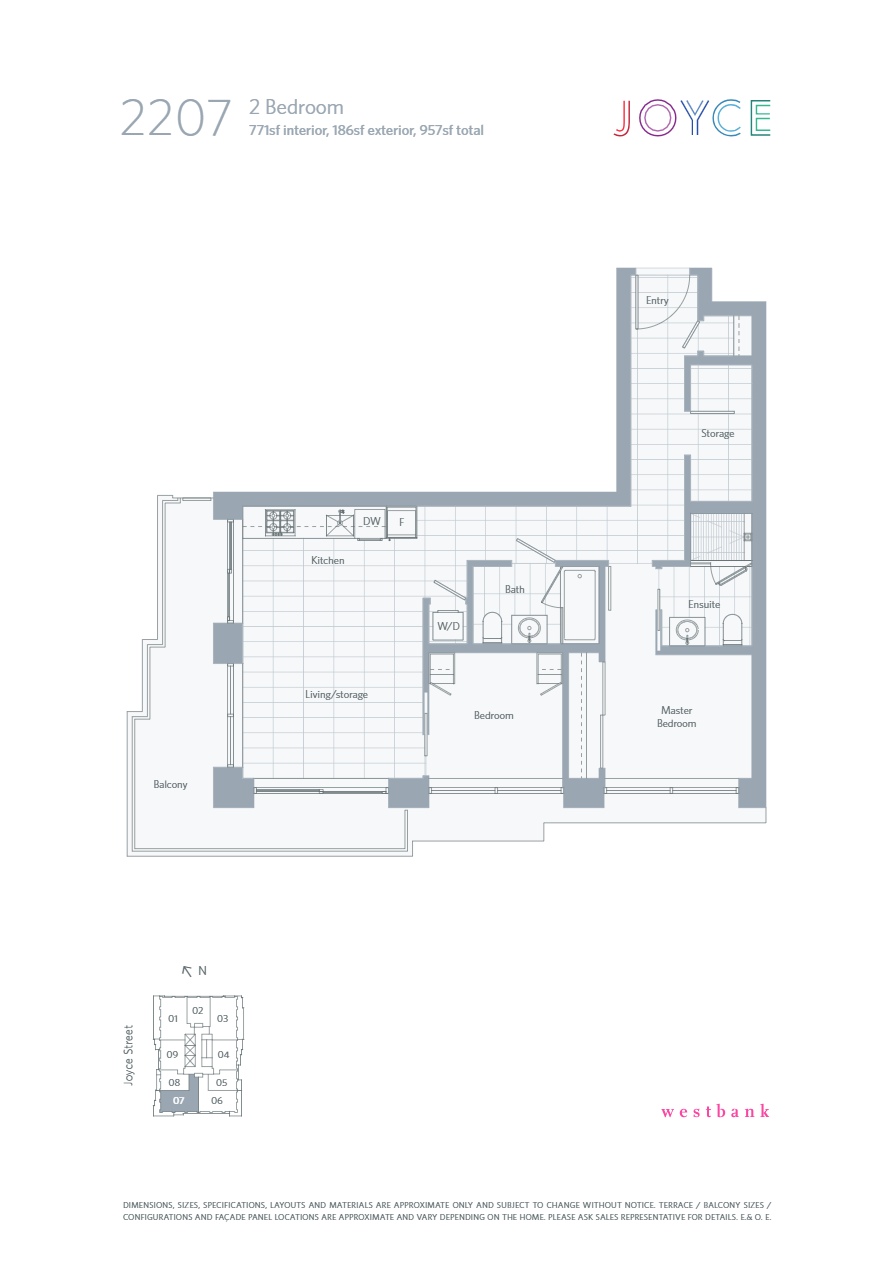 2207
2 Bedroom
771sf interior, 186sf exterior, 957sf total
JOYCE
Entry
Storage
DW
F
Kitchen
Bath
Ensuite
W/D
Living/storage
Bedroom
Master
Bedroom
Balcony
N
Joyce Street
01
02
03
09
04
08
05
07
06
westbank
DIMENSIONS, SIZES, SPECIFICATIONS, LAYOUTS AND MATERIALS ARE APPROXIMATE ONLY AND SUBJECT TO CHANGE WITHOUT NOTICE. TERRACE / BALCONY SIZES /
CONFIGURATIONS AND FAÇADE PANEL LOCATIONS ARE APPROXIMATE AND VARY DEPENDING ON THE HOME. PLEASE ASK SALES REPRESENTATIVE FOR DETAILS. E.& O. E.